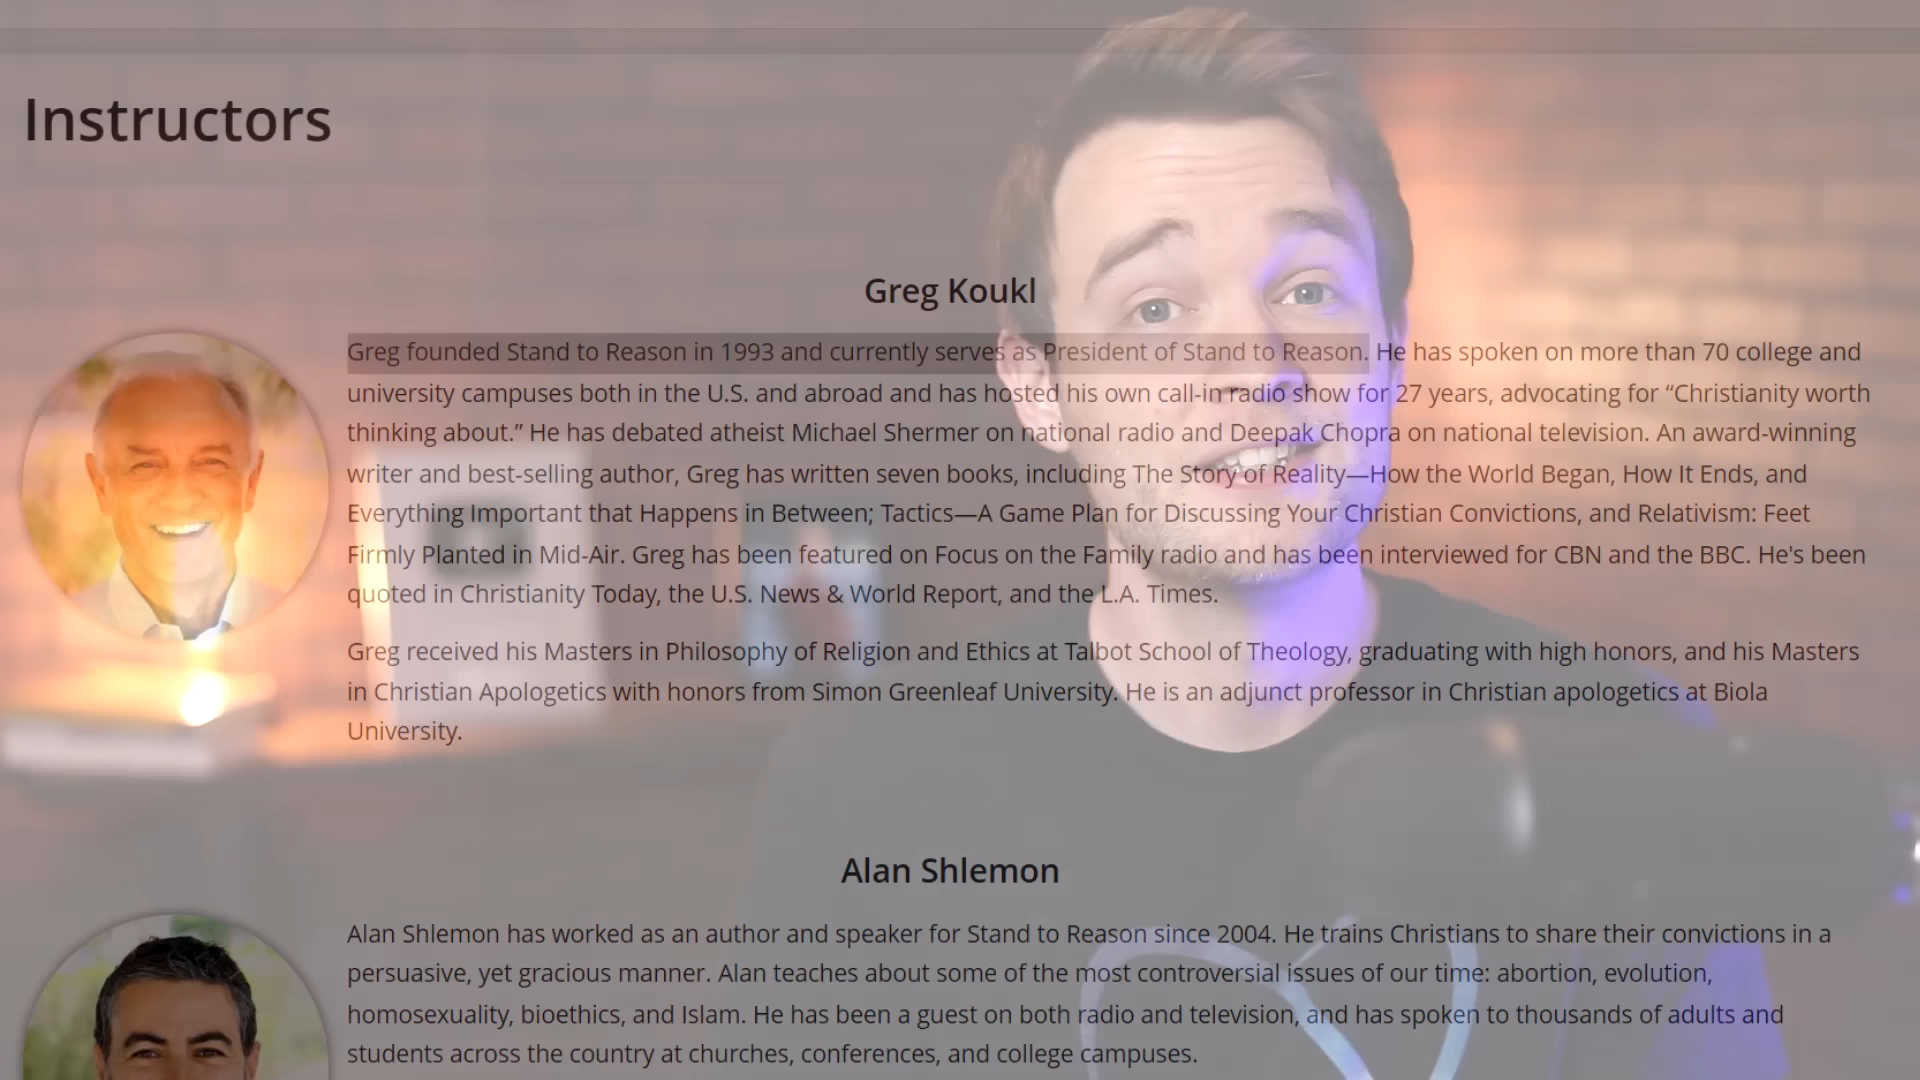 Instructors
Greg Koukl
Greg founded Stand to Reason in 1993 and currently serves as President of Stand to Reason. He has spoken on more than 70 college and
university campuses both in the U.S. and abroad and has hosted his own call-in radio show for 27 years, advocating for “Christianity worth
thinking about.” He has debated atheist Michael Shermer on national radio and Deepak Chopra on national television. An award-winning
writer and best-selling author, Greg has written seven books, including The Story of Reality—How the World Began, How It Ends, and
Everything Important that Happens in Between; Tactics—A Game Plan for Discussing Your Christian Convictions, and Relativism: Feet
Firmly Planted in Mid-Air. Greg has been featured on Focus on the Family radio and has been interviewed for CBN and the BBC. He's been
quoted in Christianity Today, the U.S. News & World Report, and the L.A. Times.
Greg received his Masters in Philosophy of Religion and Ethics at Talbot School of Theology, graduating with high honors, and his Masters
in Christian Apologetics with honors from Simon Greenleaf University. He is an adjunct professor in Christian apologetics at Biola
University.
Alan Shlemon
Alan Shlemon has worked as an author and speaker for Stand to Reason since 2004. He trains Christians to share their convictions in a
persuasive, yet gracious manner. Alan teaches about some of the most controversial issues of our time: abortion, evolution,
homosexuality, bioethics, and Islam. He has been a guest on both radio and television, and has spoken to thousands of adults and
students across the country at churches, conferences, and college campuses.